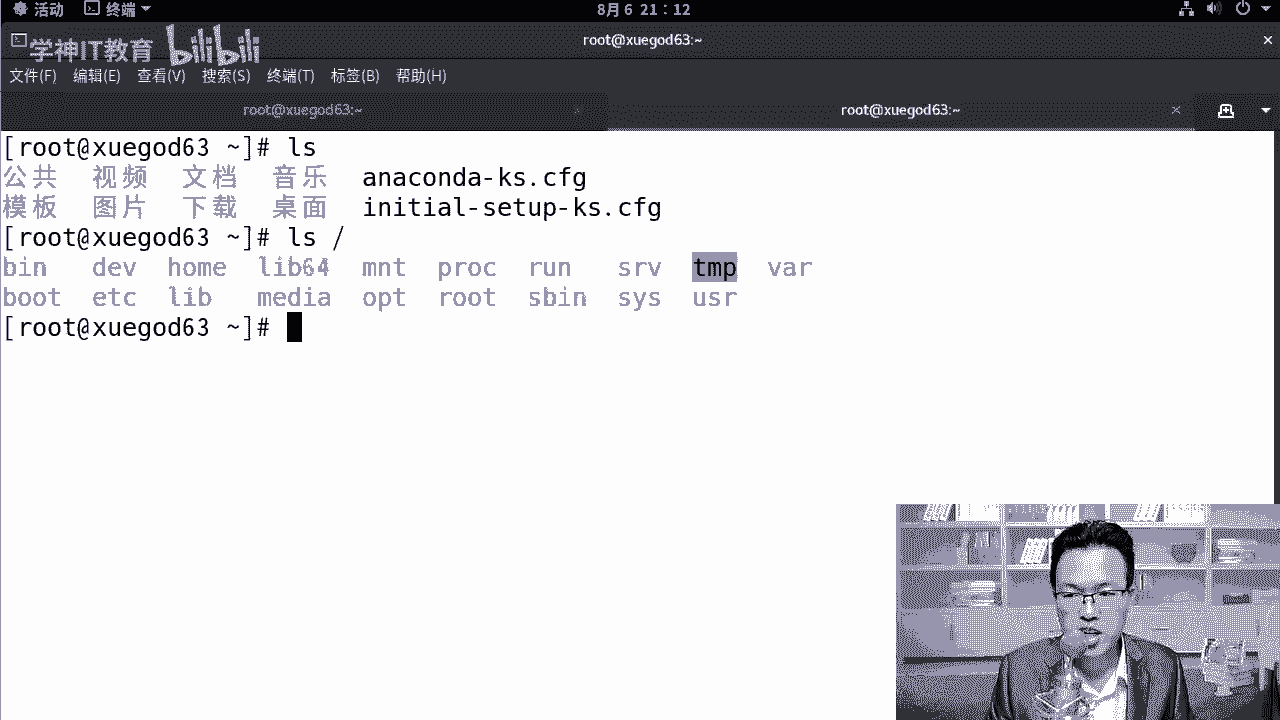 活动 终端 8月6 21:12
学神IT教育 bilibili
root@xuegod63:~
文件(F) 编辑(E) 查看(V) 搜索(S) 终端(T) 标签(B) 帮助(H)
root@xuegod63:~ root@xuegod63:~
[root@xuegod63 ~]# ls
公共 视频 文档 音乐 anaconda-ks.cfg
模板 图片 下载 桌面 initial-setup-ks.cfg
[root@xuegod63 ~]# ls /
bin dev home lib64 mnt proc run srv tmp var
boot etc lib media opt root sbin sys usr
[root@xuegod63 ~]#